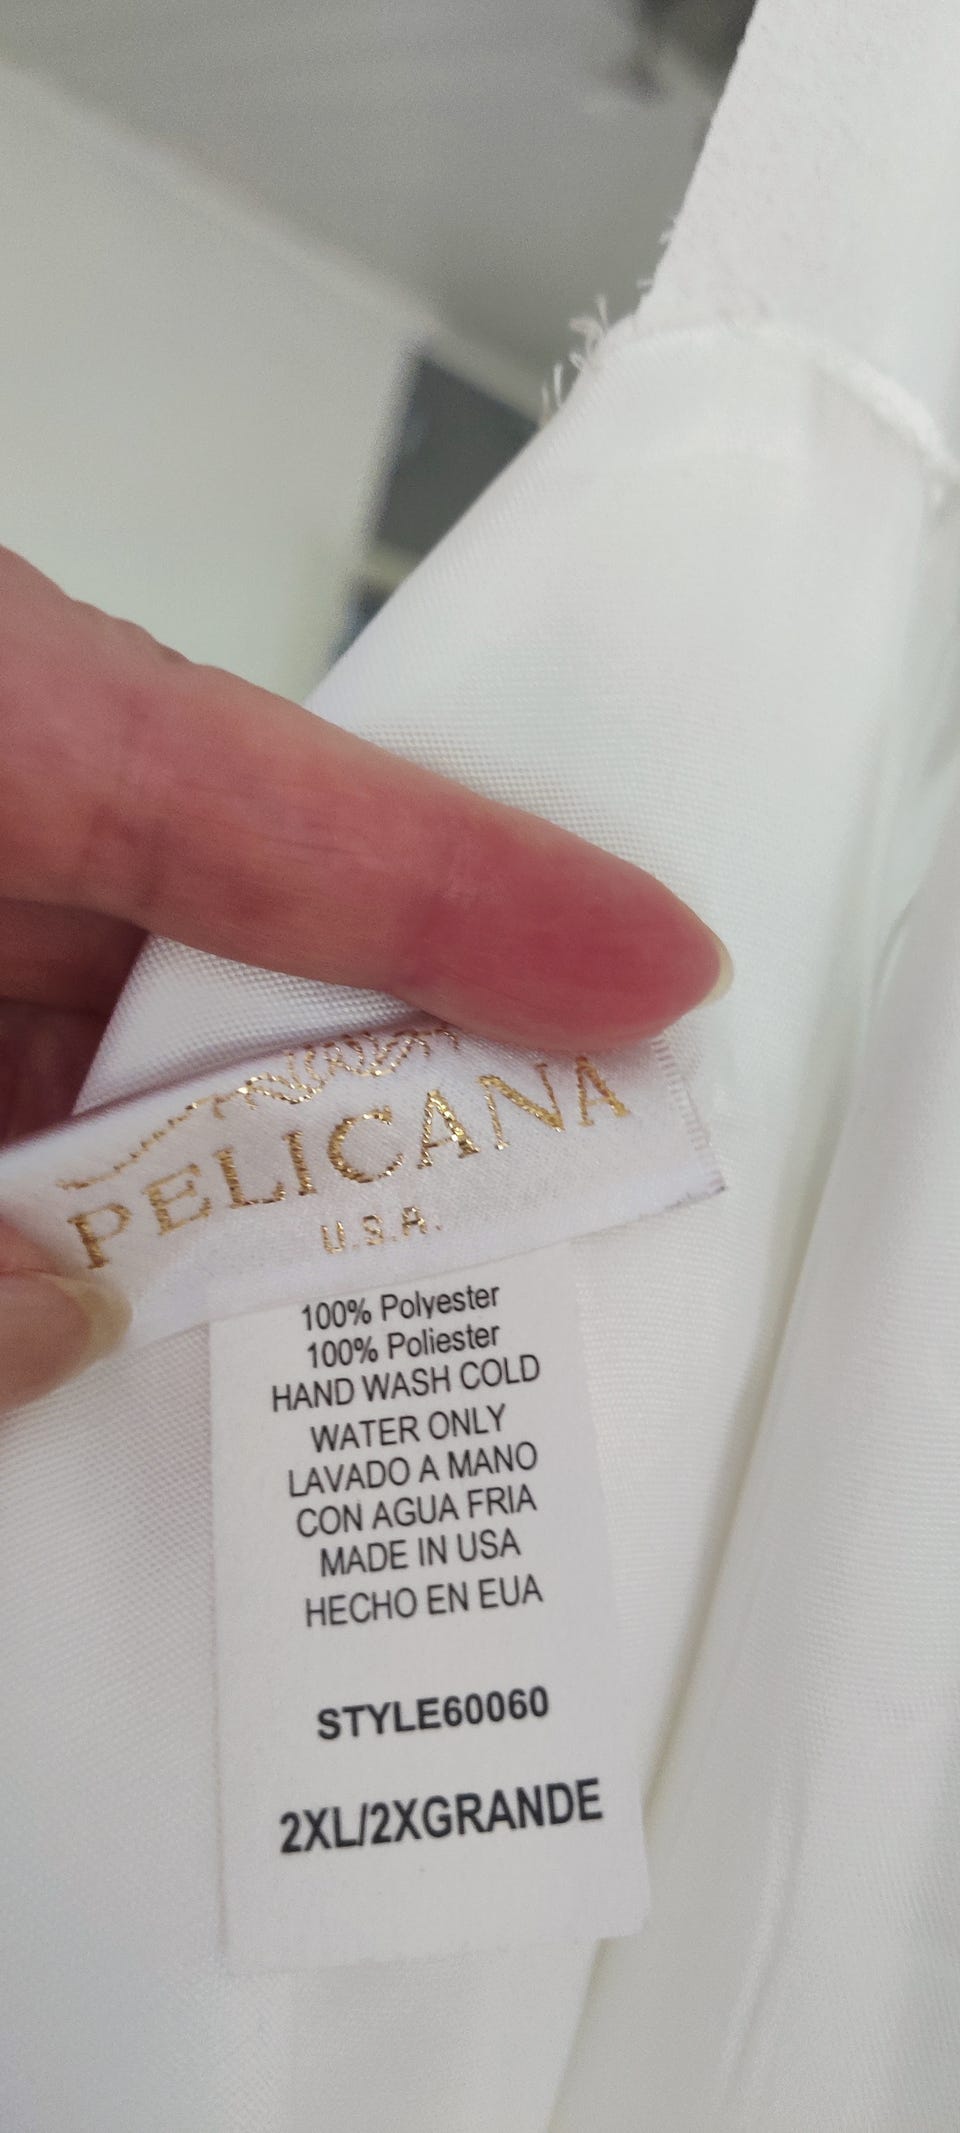 PELICANA
U.S.A.
100% Polyester
100% Poliester
HAND WASH COLD
WATER ONLY
LAVADO A MANO
CON AGUA FRIA
MADE IN USA
HECHO EN EUA
STYLE60060
2XL/2XGRANDE